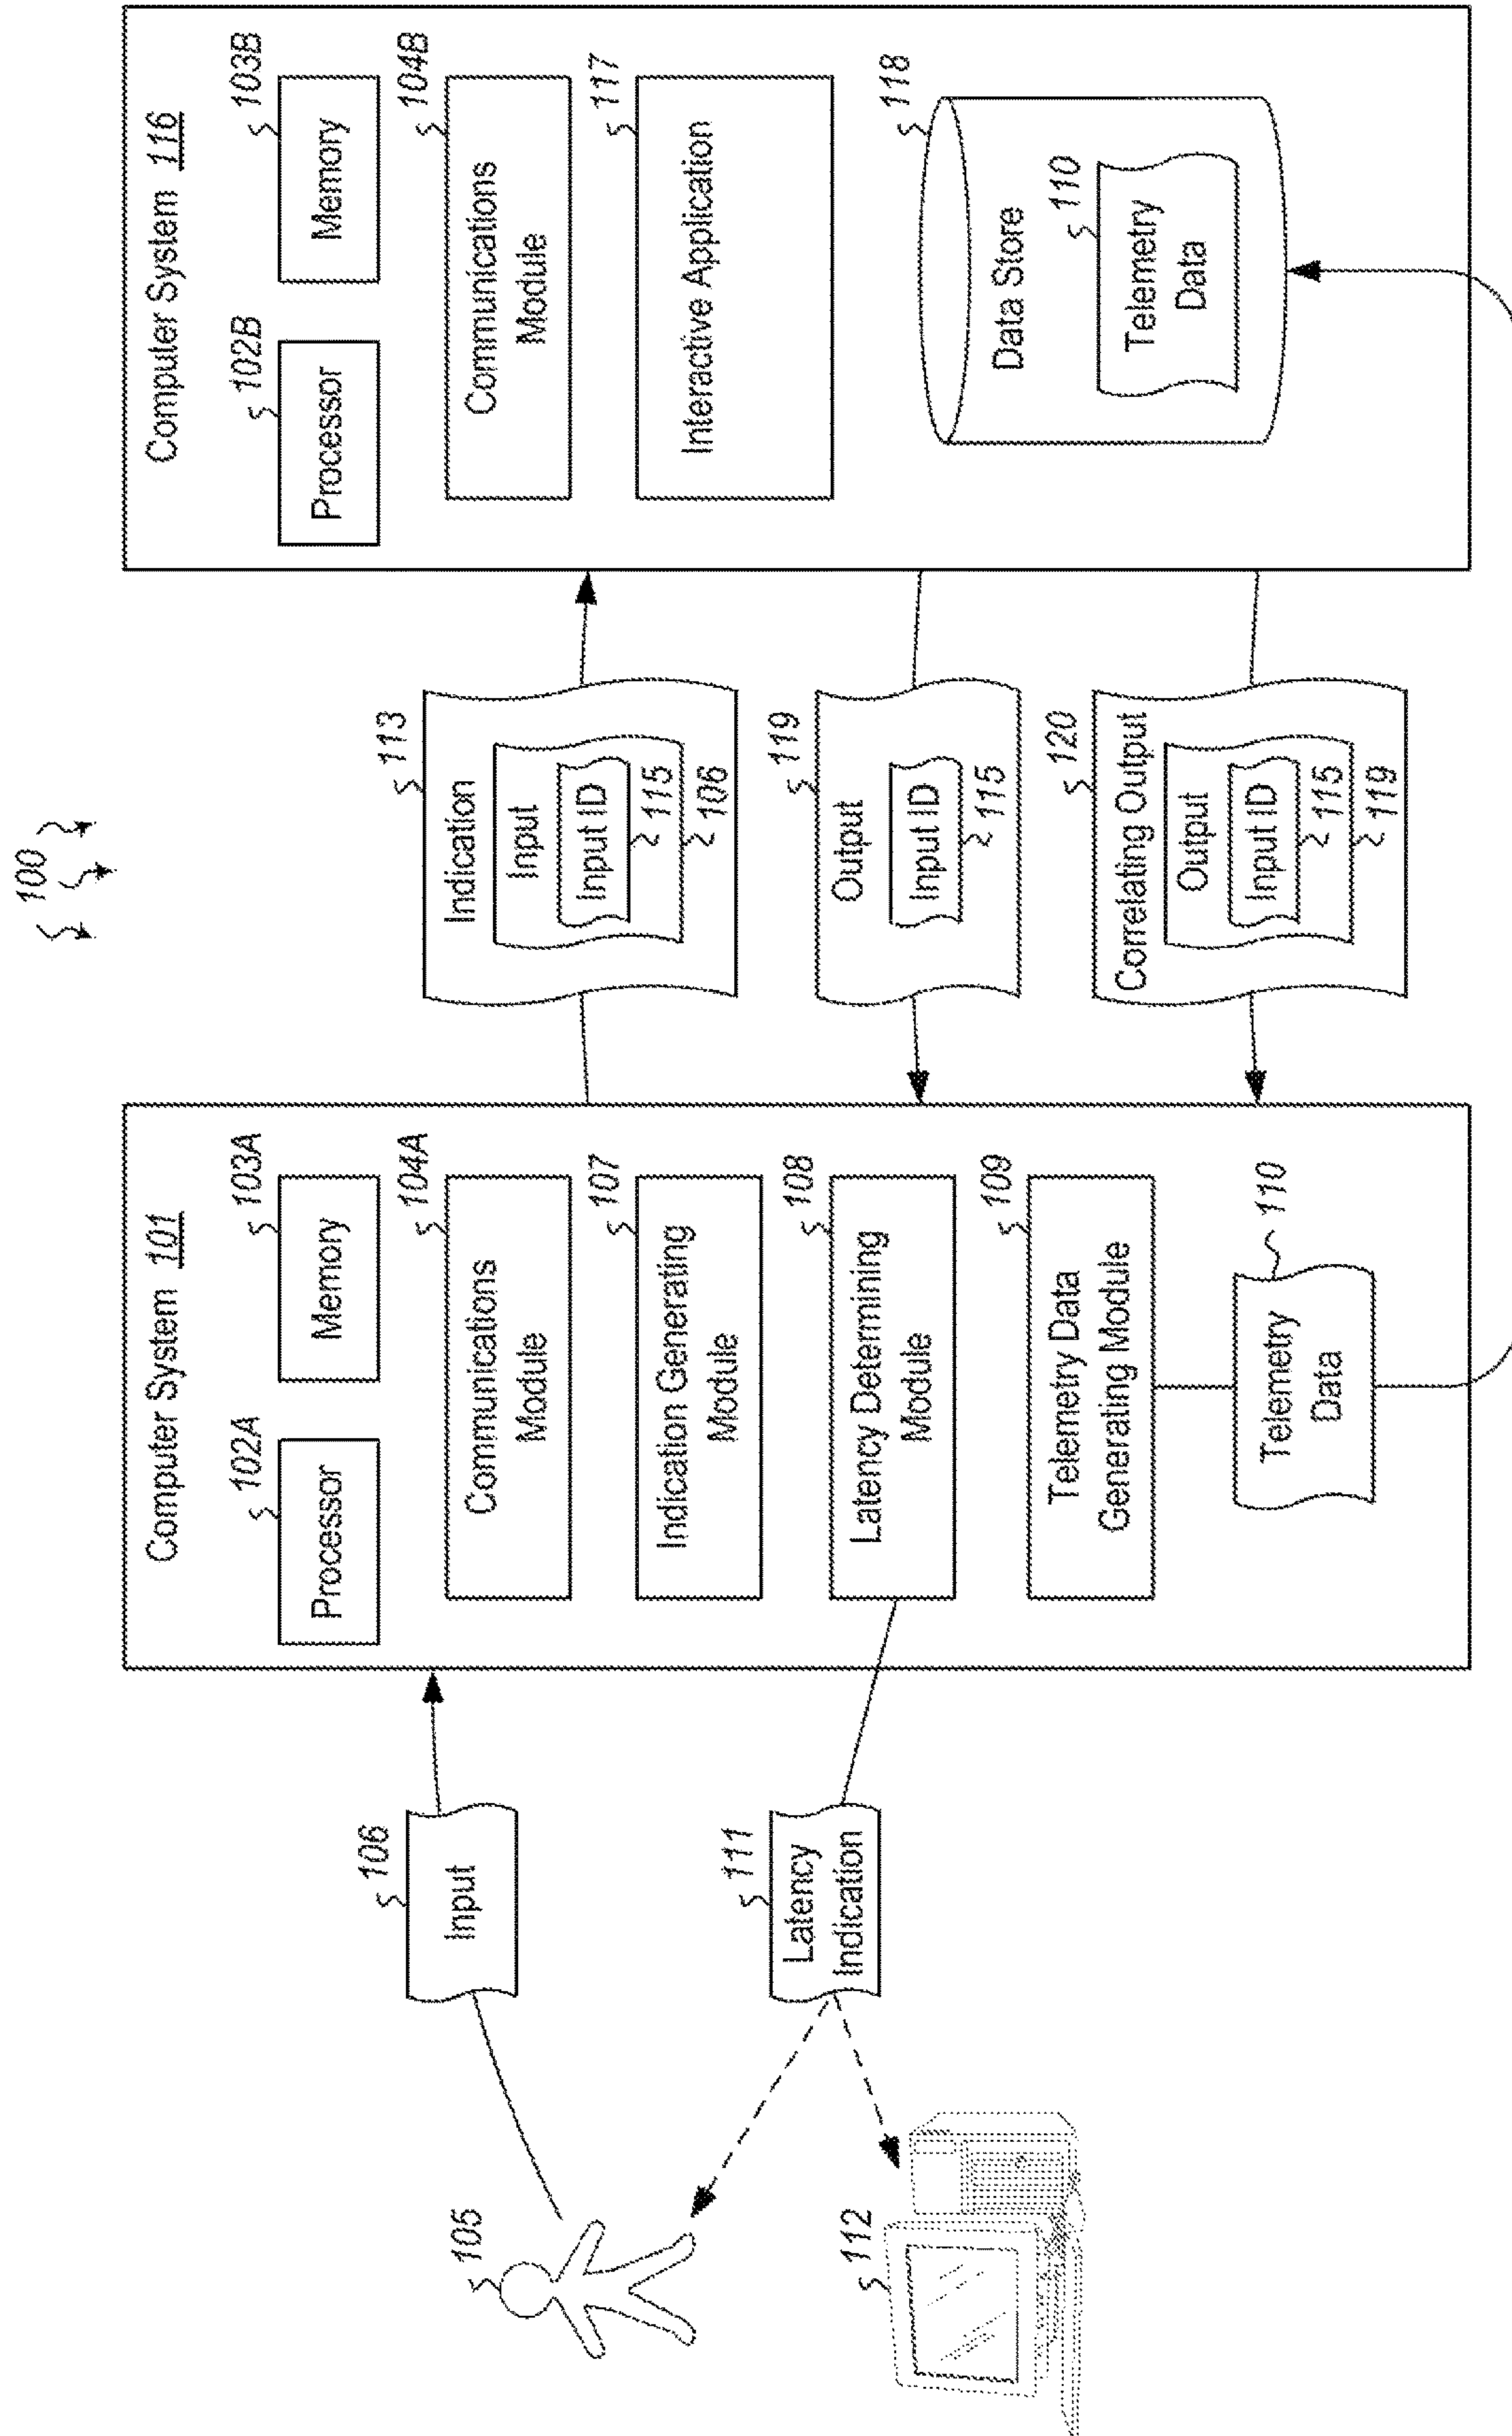 100
105
112
106
Input
111
Latency
Indication
Computer System 101
102A
Processor
103A
Memory
104A
Communications
Module
107
Indication Generating
Module
108
Latency Determining
Module
109
Telemetry Data
Generating Module
110
Telemetry
Data
113
Indication
Input
Input ID
115
106
119
Output
Input ID
115
120
Correlating Output
Output
Input ID
115
119
Computer System 116
102B
Processor
103B
Memory
104B
Communications
Module
117
Interactive Application
118
Data Store
110
Telemetry
Data